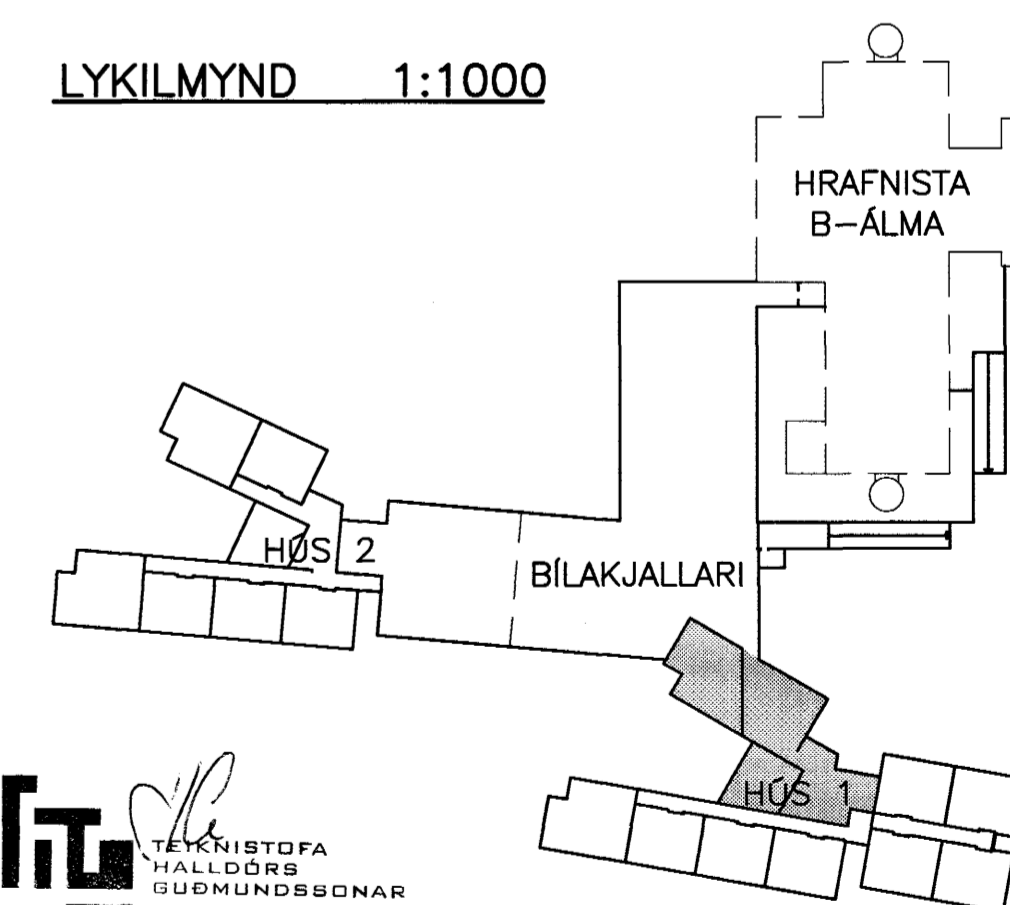 LYKILMYND 1:1000
HRAFNISTA
B-ÁLMA
HÚS 2
BÍLAKJALLARI
HÚS 1
TEIKNISTOFA
HALLDÓRS
GUÐMUNDSSONAR